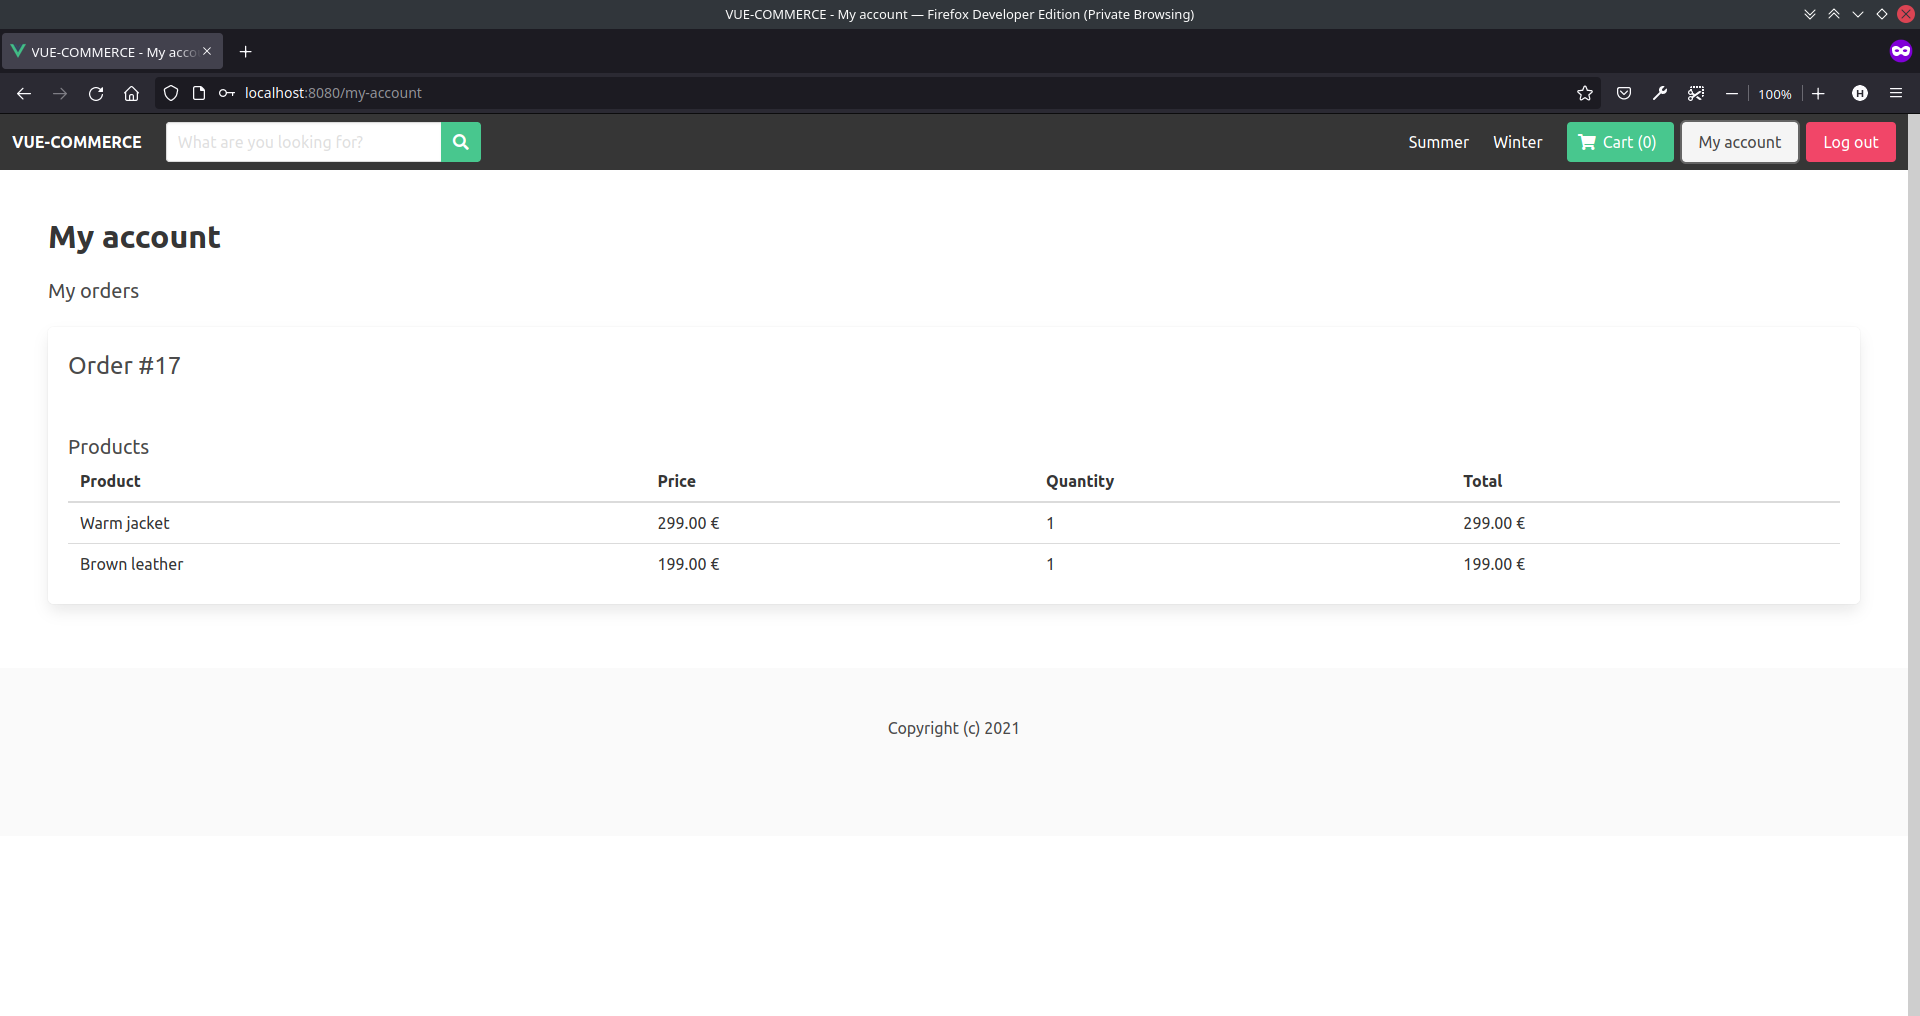 VUE-COMMERCE - My account — Firefox Developer Edition (Private Browsing)
VUE-COMMERCE - My acco
localhost:8080/my-account
100%
H
VUE-COMMERCE
What are you looking for?
Summer
Winter
Cart (0)
My account
Log out
My account
My orders
Order #17
Products
Product Price Quantity Total
Warm jacket 299.00 € 1 299.00 €
Brown leather 199.00 € 1 199.00 €
Copyright (c) 2021